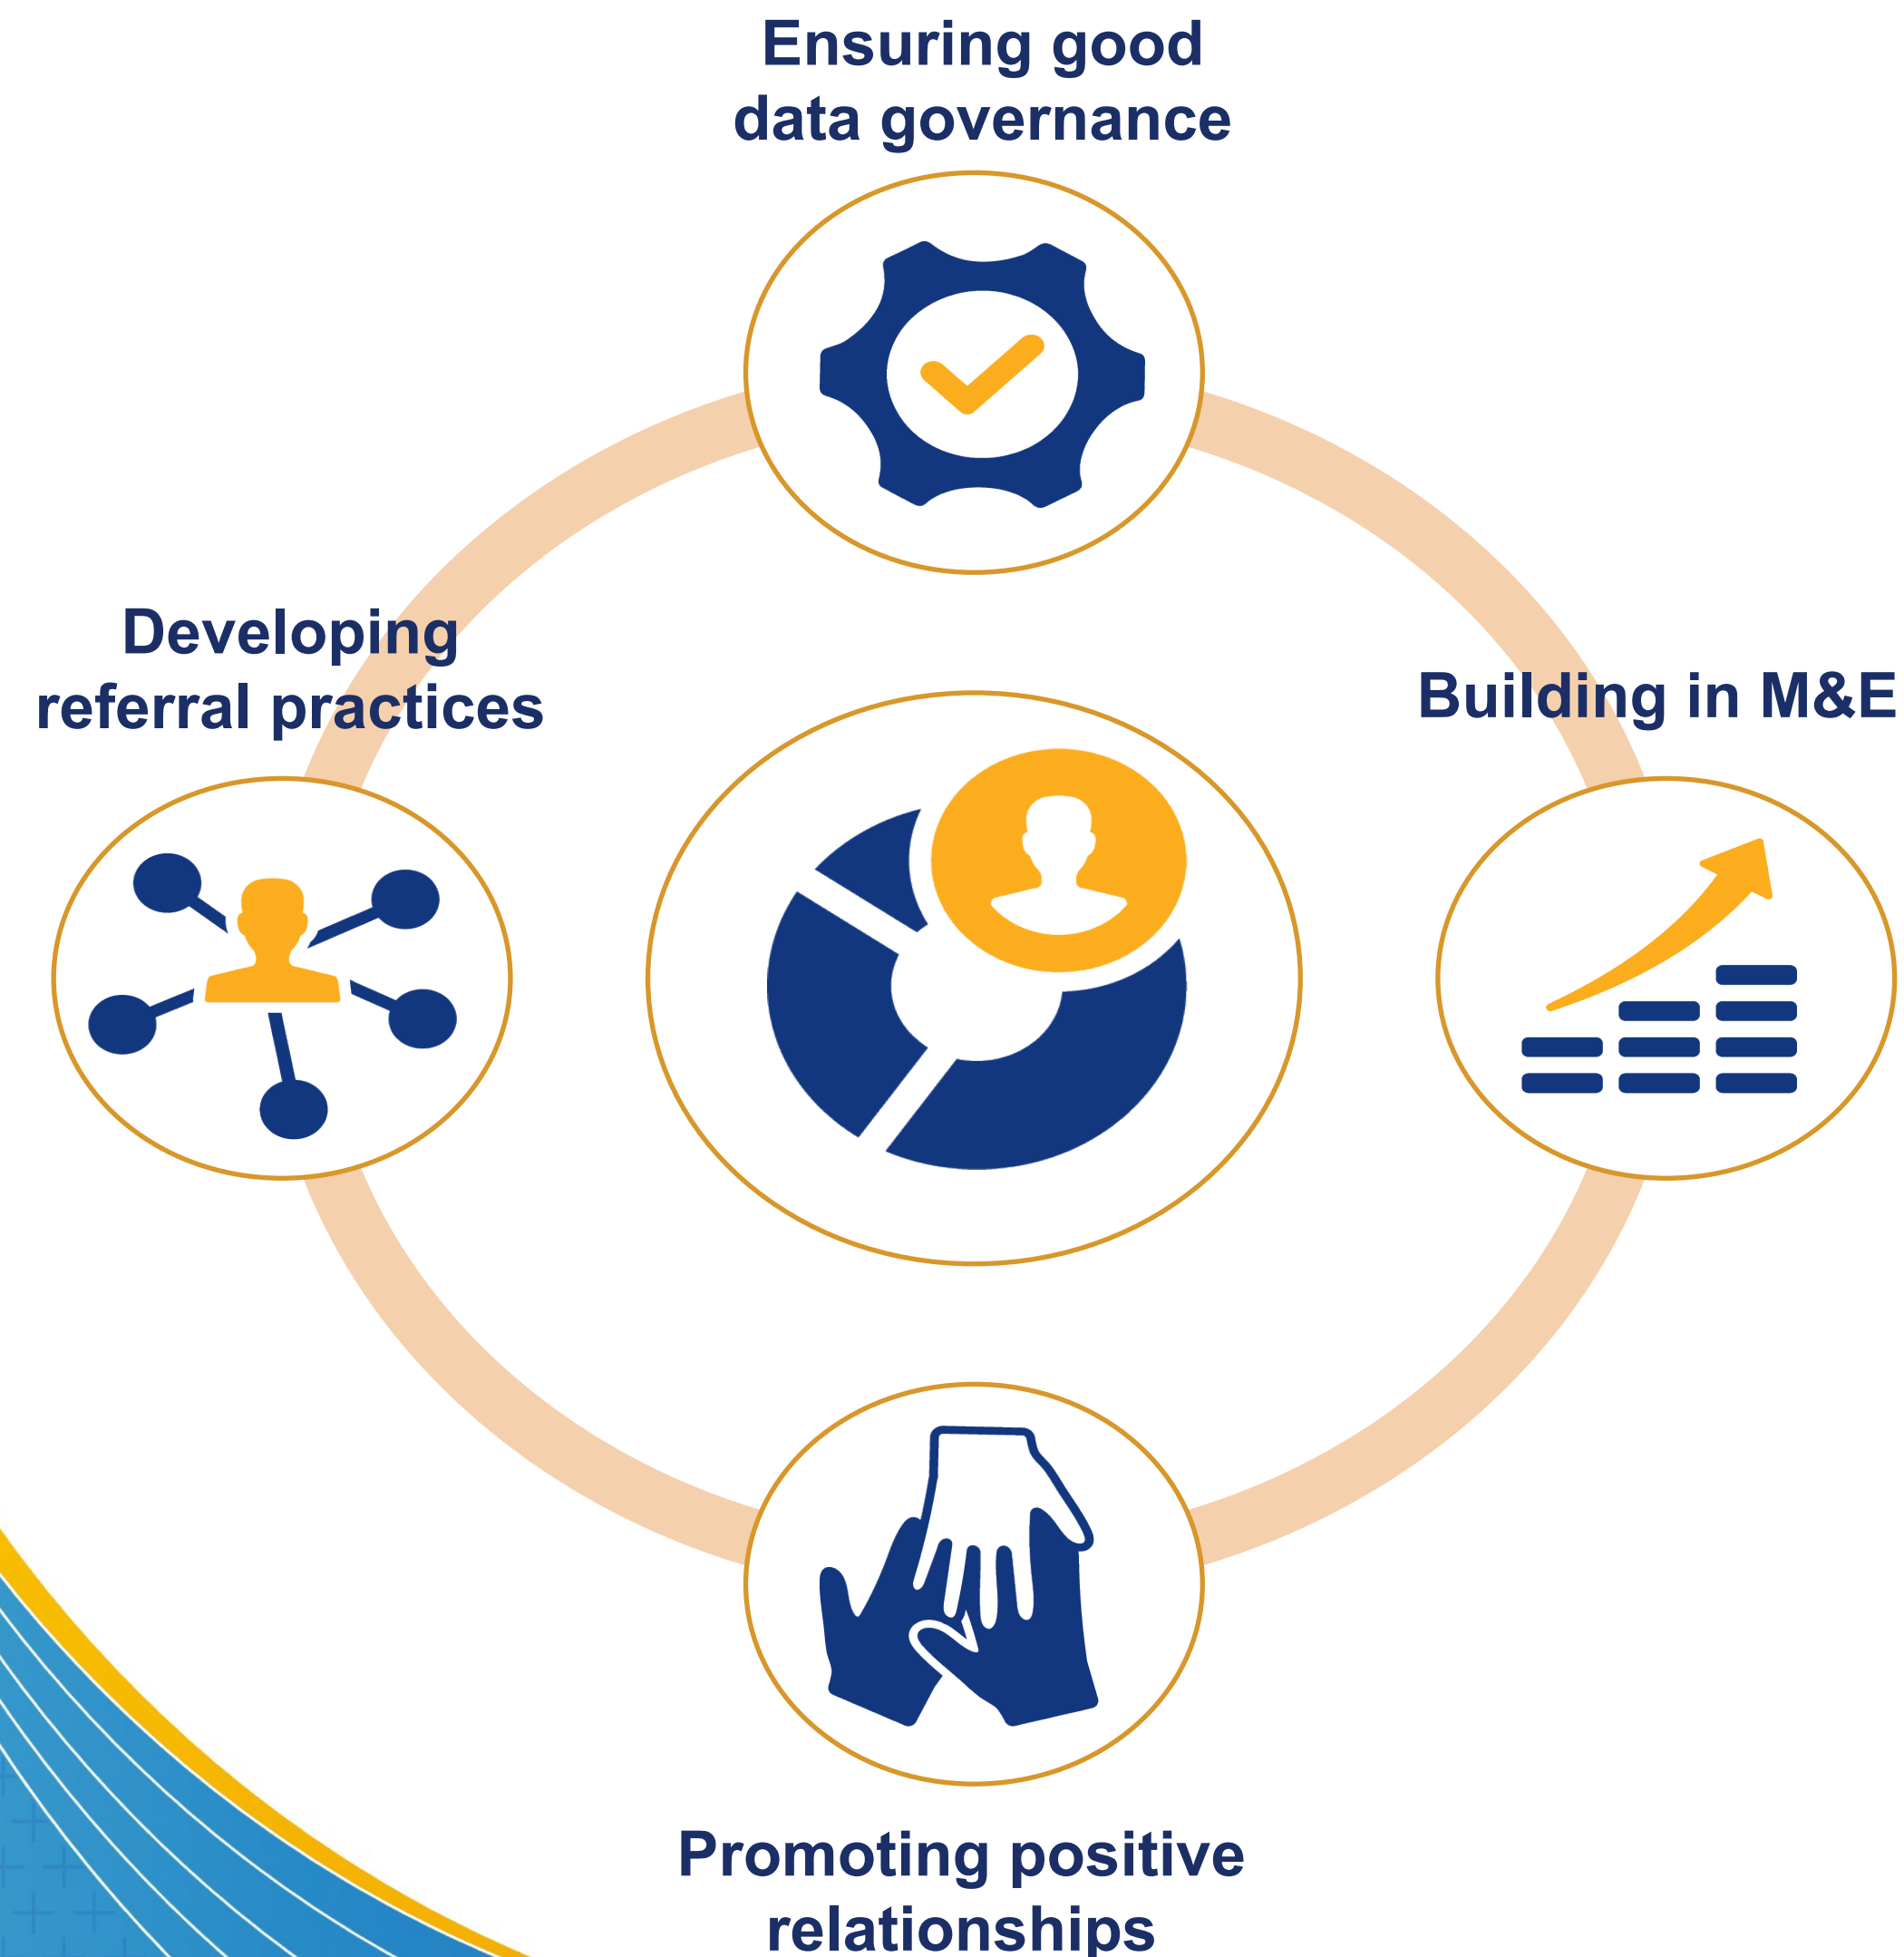 Ensuring good
data governance
Developing
referral practices
Building in M&E
Promoting positive
relationships